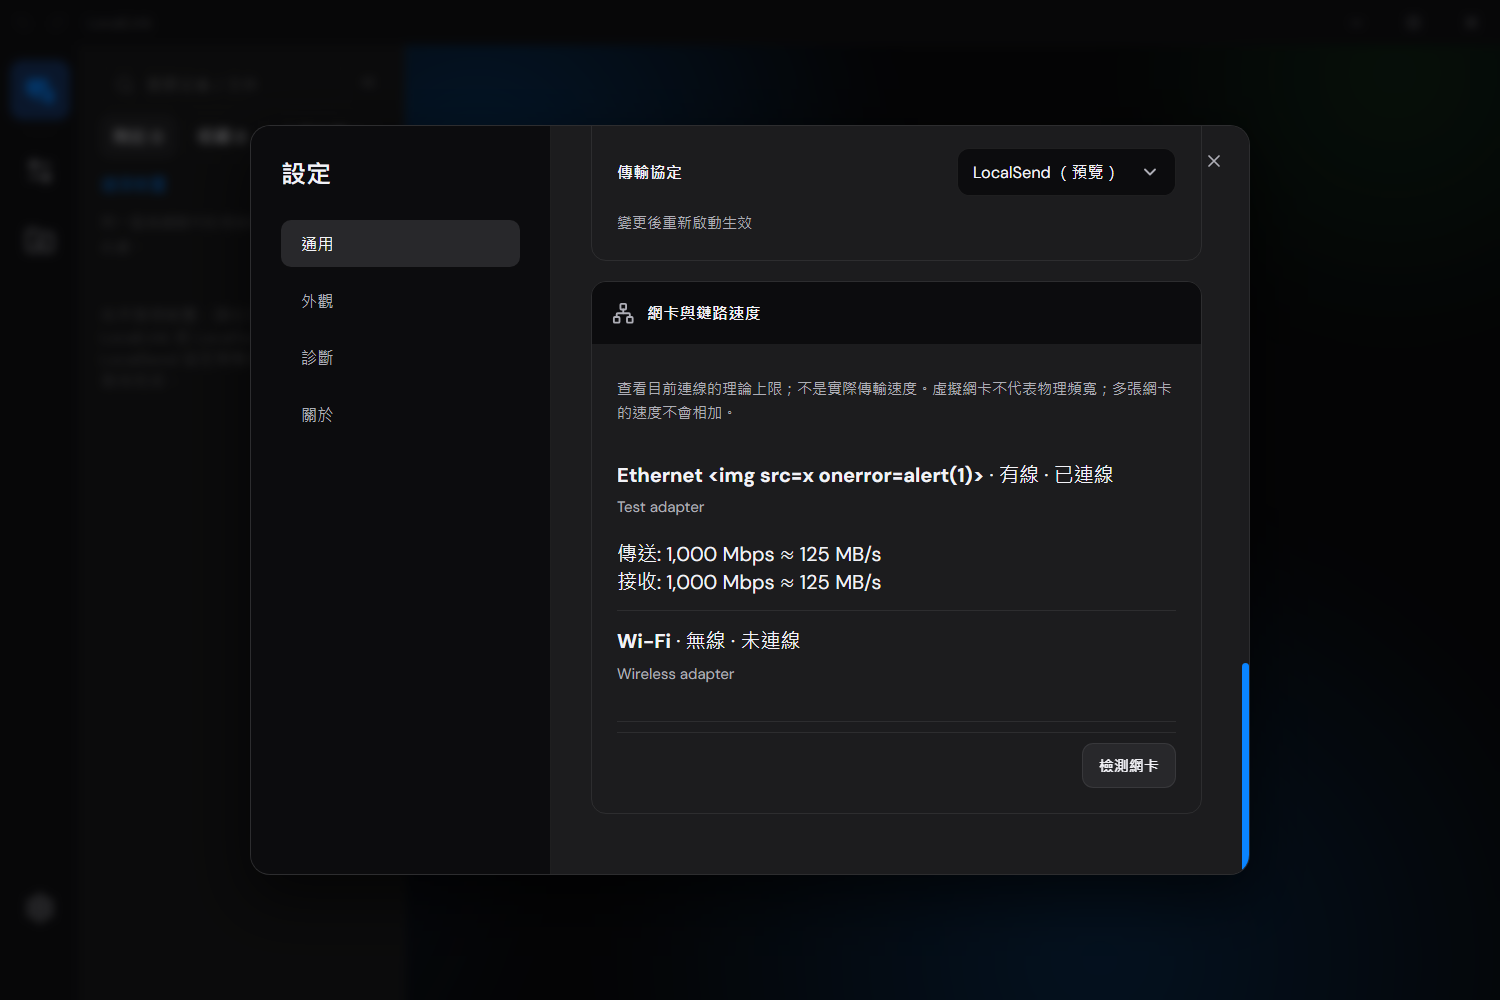 設定
通用
外觀
診斷
關於
傳輸協定
LocalSend（預覽）
變更後重新啟動生效
網卡與鏈路速度
查看目前連線的理論上限；不是實際傳輸速度。虛擬網卡不代表物理頻寬；多張網卡
的速度不會相加。
Ethernet <img src=x onerror=alert(1)> · 有線 · 已連線
Test adapter
傳送: 1,000 Mbps ≈ 125 MB/s
接收: 1,000 Mbps ≈ 125 MB/s
Wi-Fi · 無線 · 未連線
Wireless adapter
檢測網卡